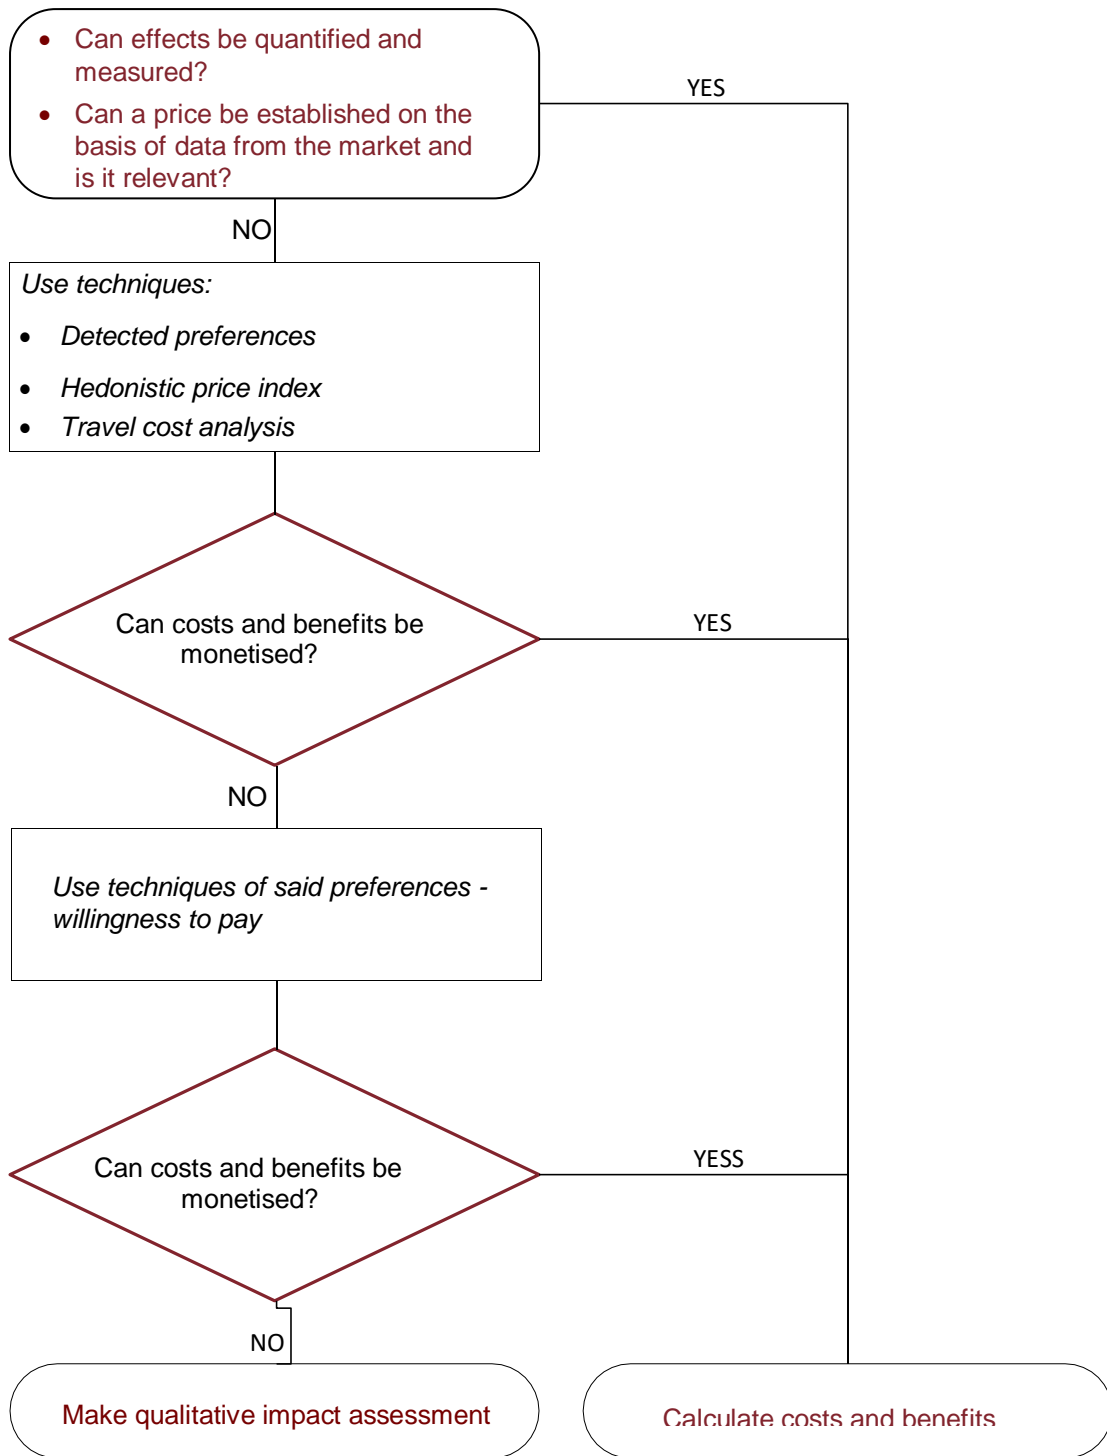 • Can effects be quantified and
measured?
YES
• Can a price be established on the
basis of data from the market and
is it relevant?
NO
Use techniques:
• Detected preferences
• Hedonistic price index
• Travel cost analysis
Can costs and benefits be
monetised?
YES
NO
Use techniques of said preferences -
willingness to pay
Can costs and benefits be
monetised?
YESS
NO
Make qualitative impact assessment
Calculate costs and benefits